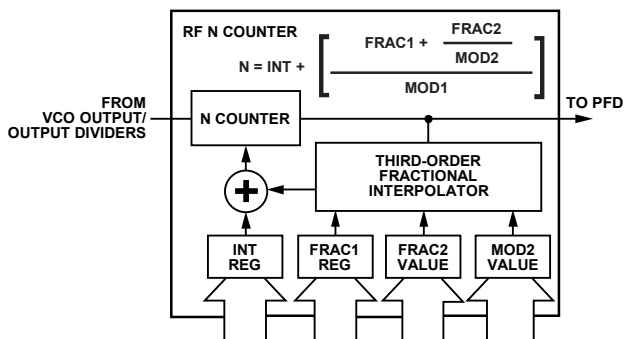 RF N COUNTER
N = INT +
FRAC1 +
FRAC2
MOD2
MOD1
FROM
VCO OUTPUT/
OUTPUT DIVIDERS
N COUNTER
TO PFD
THIRD-ORDER
FRACTIONAL
INTERPOLATOR
+
INT
REG
FRAC1
REG
FRAC2
VALUE
MOD2
VALUE